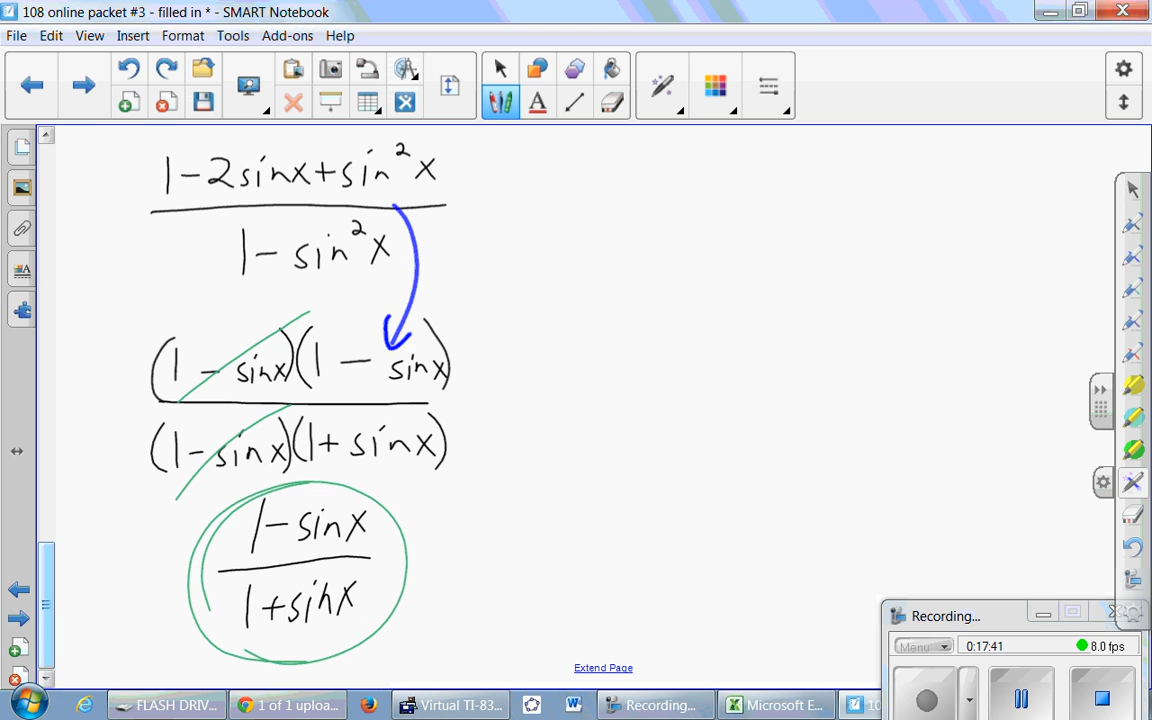 108 online packet #3 - filled in * - SMART Notebook
File Edit View Insert Format Tools Add-ons Help
1-2sinx+sin²x
1-sin²x
(1-sinx)(1-sinx)
(1-sinx)(1+sinx)
1-sinx
1+sinx
Extend Page
Recording...
Menu 0:17:41 8.0 fps
FLASH DRIV... 1 of 1 uploa... Virtual TI-83 Recording... Microsoft E... 10